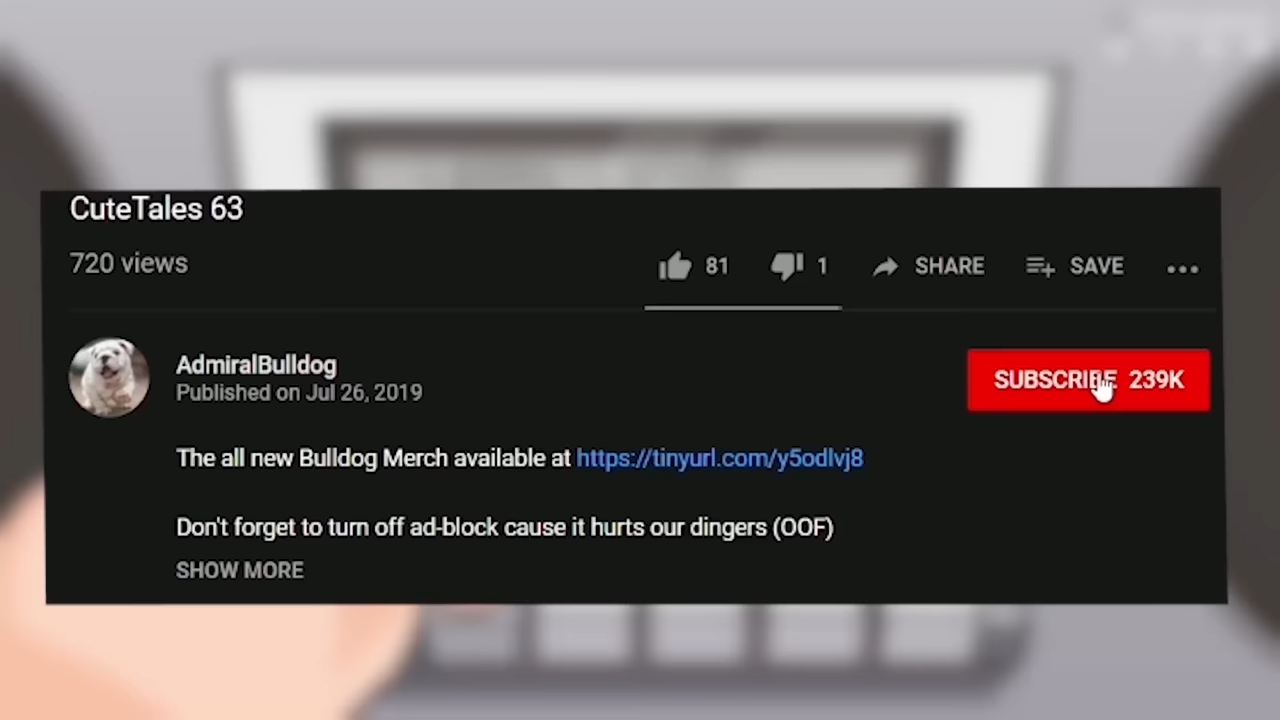 CuteTales 63
720 views
81 1 SHARE SAVE
AdmiralBulldog
Published on Jul 26, 2019
SUBSCRIBE 239K
The all new Bulldog Merch available at https://tinyurl.com/y5odlvj8
Don't forget to turn off ad-block cause it hurts our dingers (OOF)
SHOW MORE